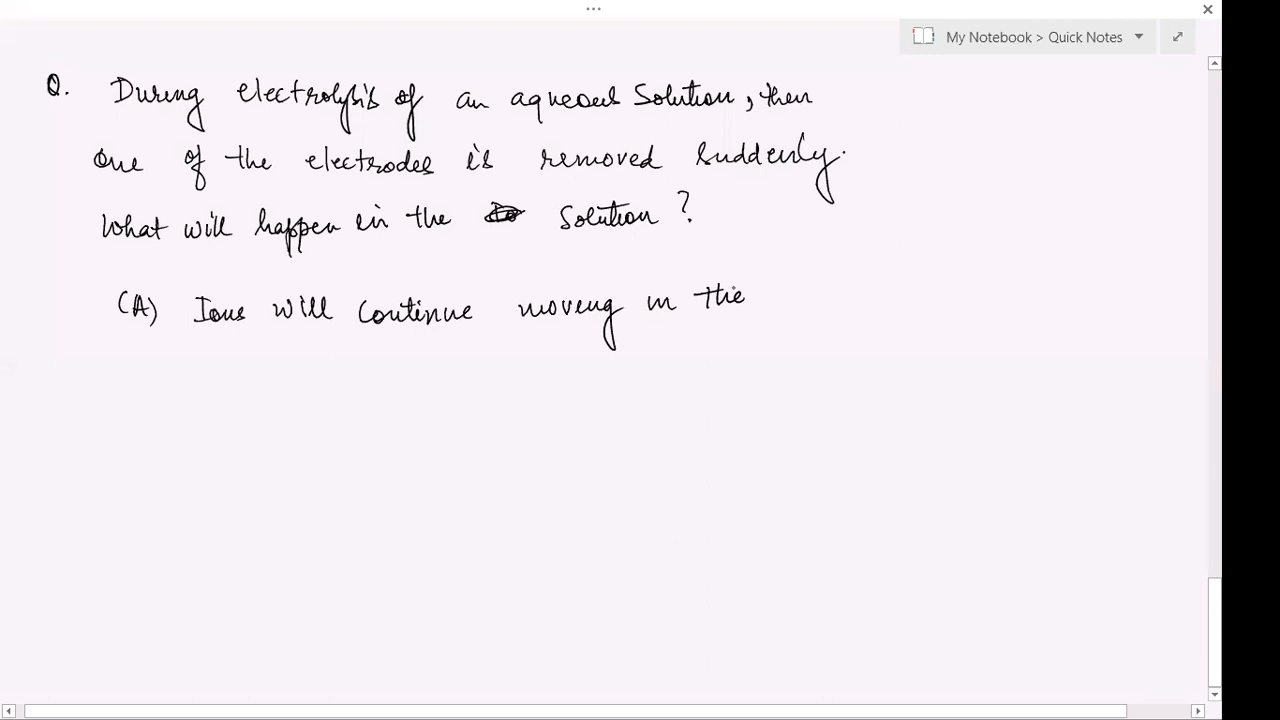 My Notebook > Quick Notes
Q. During electrolysis of an aqueous Solution, then
one of the electrodes is removed suddenly.
What will happen in the Solution?
(A) Ions will continue moving in the